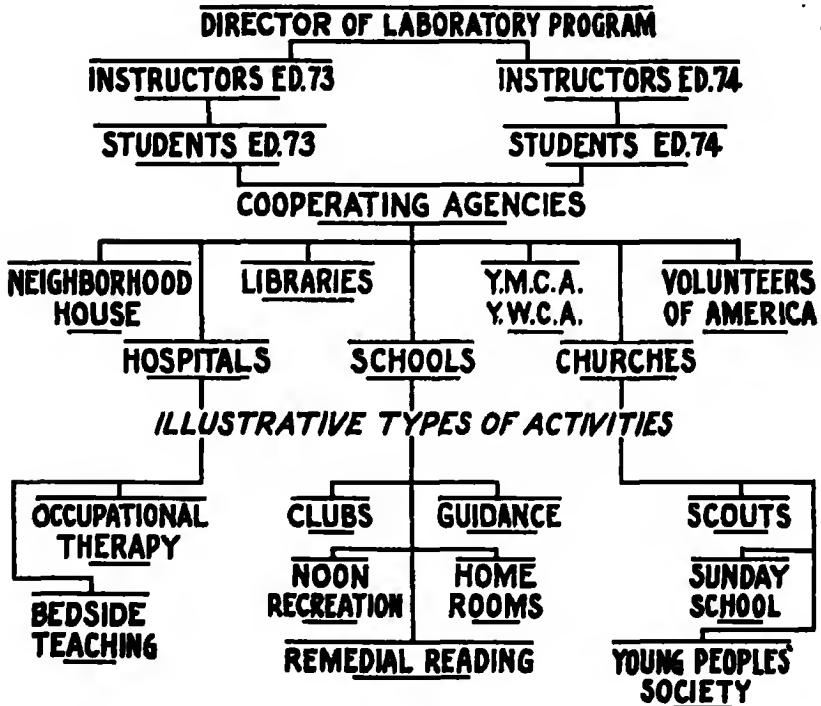 DIRECTOR OF LABORATORY PROGRAM
INSTRUCTORS ED.73
INSTRUCTORS ED.74
STUDENTS ED.73
STUDENTS ED.74
COOPERATING AGENCIES
NEIGHBORHOOD
HOUSE
LIBRARIES
Y.M.C.A.
Y.W.C.A.
VOLUNTEERS
OF AMERICA
HOSPITALS
SCHOOLS
CHURCHES
ILLUSTRATIVE TYPES OF ACTIVITIES
OCCUPATIONAL
THERAPY
CLUBS
GUIDANCE
SCOUTS
BEDSIDE
TEACHING
NOON
RECREATION
HOME
ROOMS
SUNDAY
SCHOOL
REMEDIAL READING
YOUNG PEOPLES'
SOCIETY